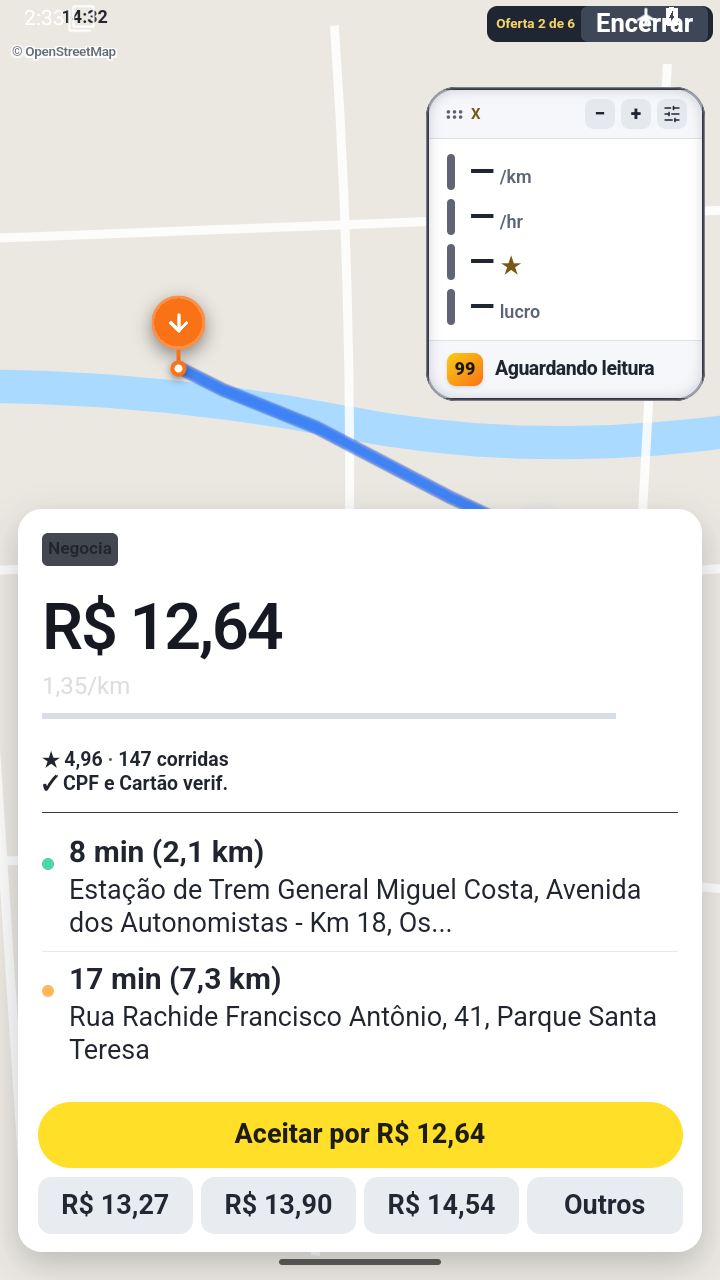 14:32
Oferta 2 de 6
Encerrar
© OpenStreetMap
X
− +
— /km
— /hr
— ★
— lucro
99 Aguardando leitura
Negocia
R$ 12,64
1,35/km
★ 4,96 · 147 corridas
✓ CPF e Cartão verif.
8 min (2,1 km)
Estação de Trem General Miguel Costa, Avenida
dos Autonomistas - Km 18, Os...
17 min (7,3 km)
Rua Rachide Francisco Antônio, 41, Parque Santa
Teresa
Aceitar por R$ 12,64
R$ 13,27 R$ 13,90 R$ 14,54 Outros